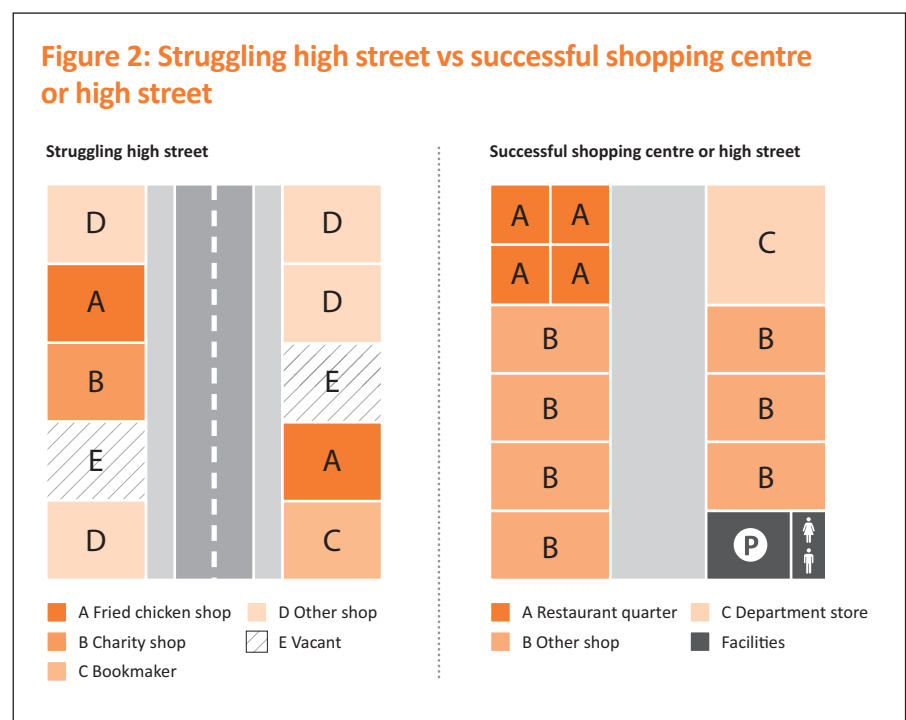 Figure 2: Struggling high street vs successful shopping centre
or high street
Struggling high street
D
D
A
D
B
E
E
A
D
C
A Fried chicken shop
D Other shop
B Charity shop
E Vacant
C Bookmaker
Successful shopping centre or high street
A
A
C
A
A
B
B
B
B
B
B
B
P
A Restaurant quarter
C Department store
B Other shop
Facilities